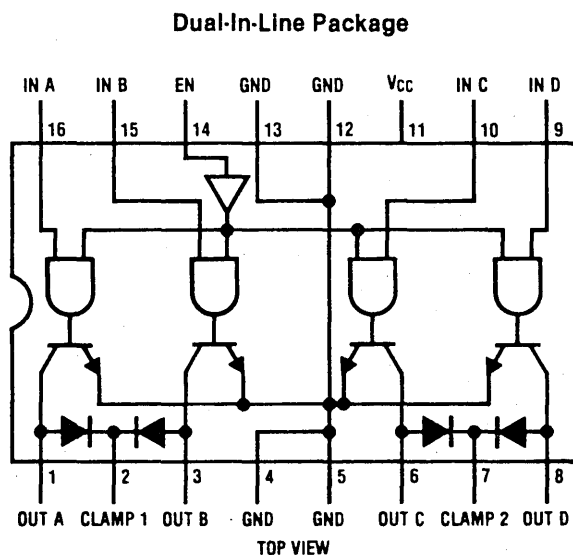 Dual-In-Line Package
IN A IN B EN GND GND VCC IN C IN D
16 15 14 13 12 11 10 9
1 2 3 4 5 6 7 8
OUT A CLAMP 1 OUT B GND GND OUT C CLAMP 2 OUT D
TOP VIEW